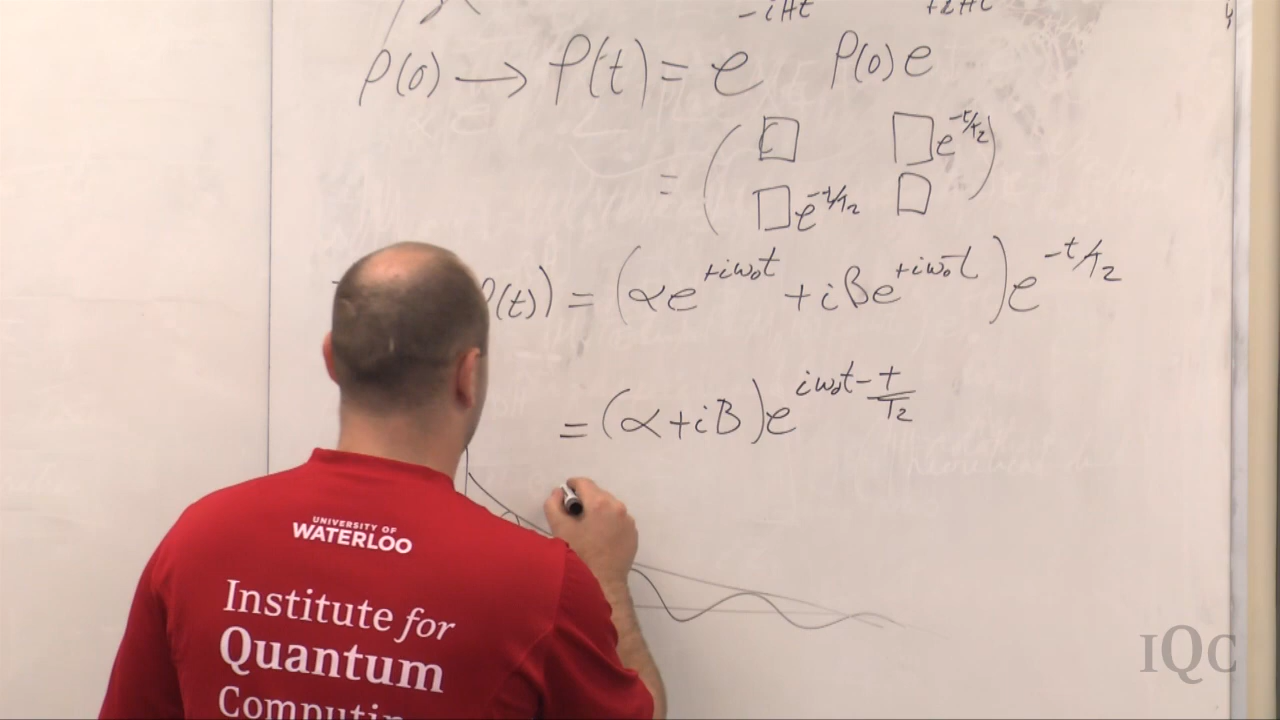 -iHt +iHt
ρ(0) → ρ(t) = e ρ(0) e
= ( □ □e^{-t/T₂}
□e^{-t/T₂} □ )
ρ(t)) = (αe^{+iω₀t} + iβe^{+iω₀t})e^{-t/T₂}
= (α+iβ)e^{iω₀t - t/T₂}
UNIVERSITY OF
WATERLOO
Institute for
Quantum
Computin
IQC